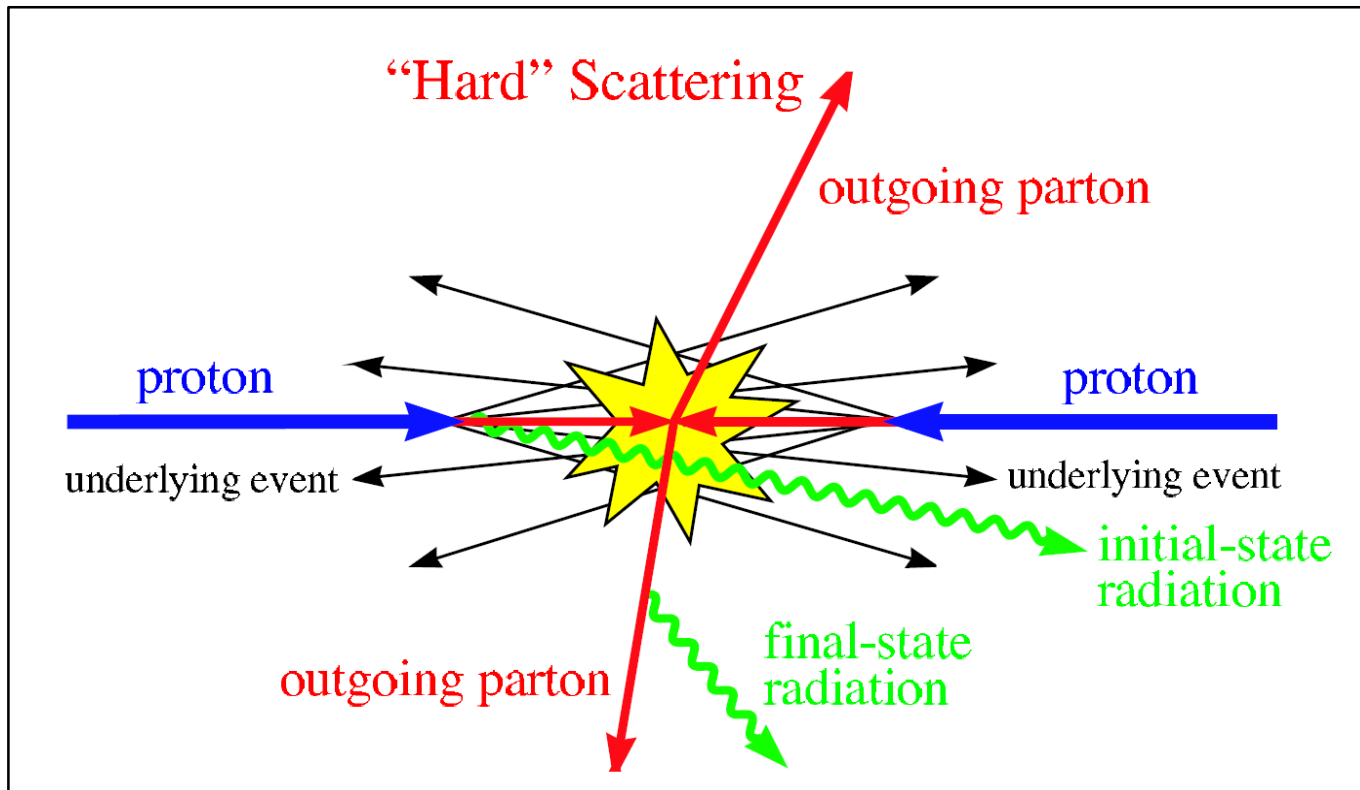 “Hard” Scattering
outgoing parton
proton
proton
underlying event
underlying event
initial-state
radiation
final-state
radiation
outgoing parton